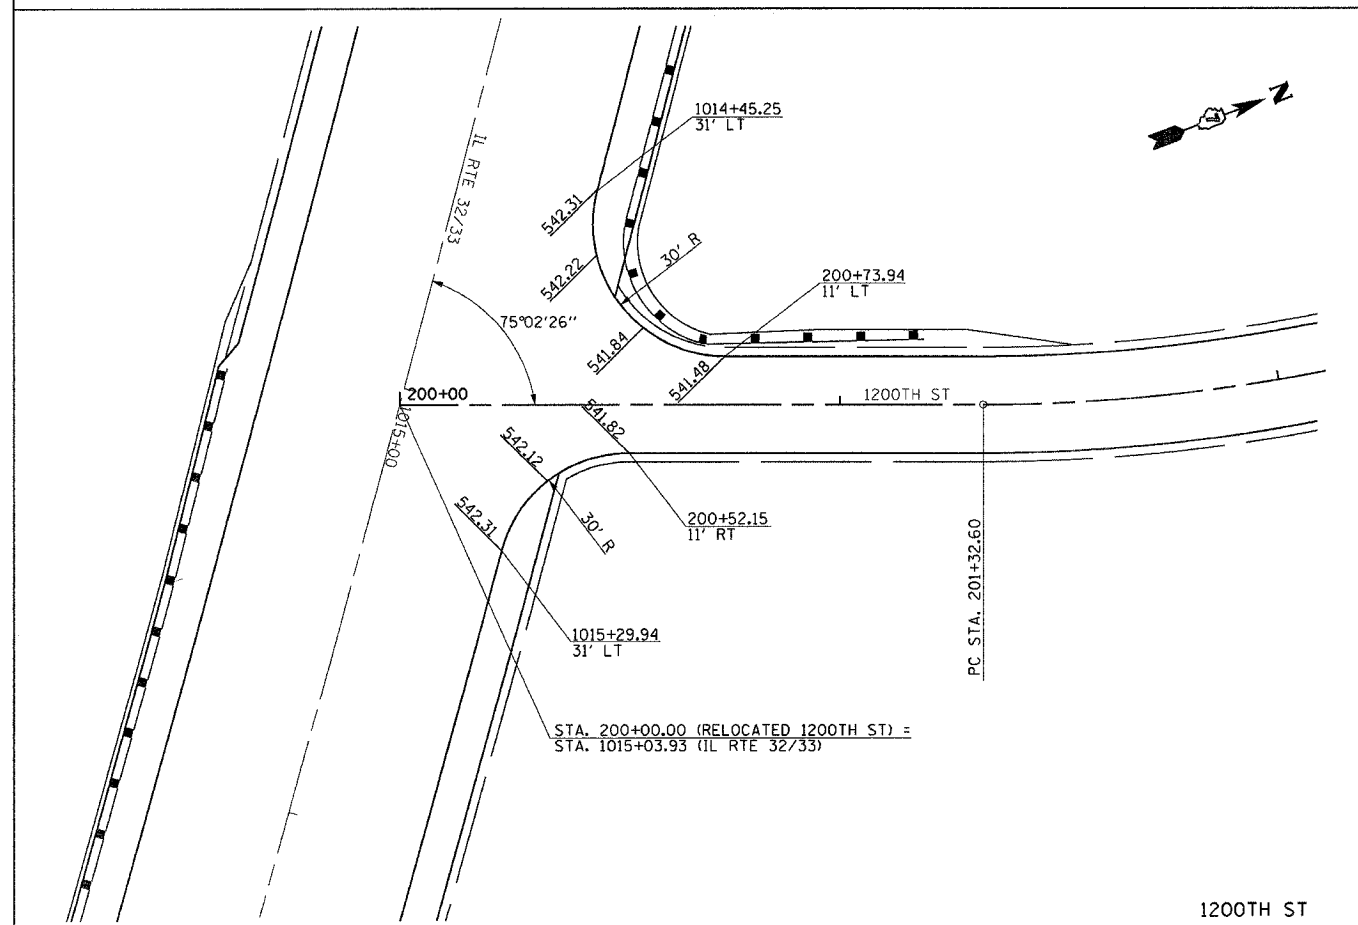 1014+45.25
31' LT
N
IL RTE 32/33
542.31
542.22
30' R
200+73.94
11' LT
75°02'26"
541.84
541.48
200+00
1015+00
1200TH ST
541.82
542.12
542.31
30' R
200+52.15
11' RT
PC STA. 201+32.60
1015+29.94
31' LT
STA. 200+00.00 (RELOCATED 1200TH ST) =
STA. 1015+03.93 (IL RTE 32/33)
1200TH ST